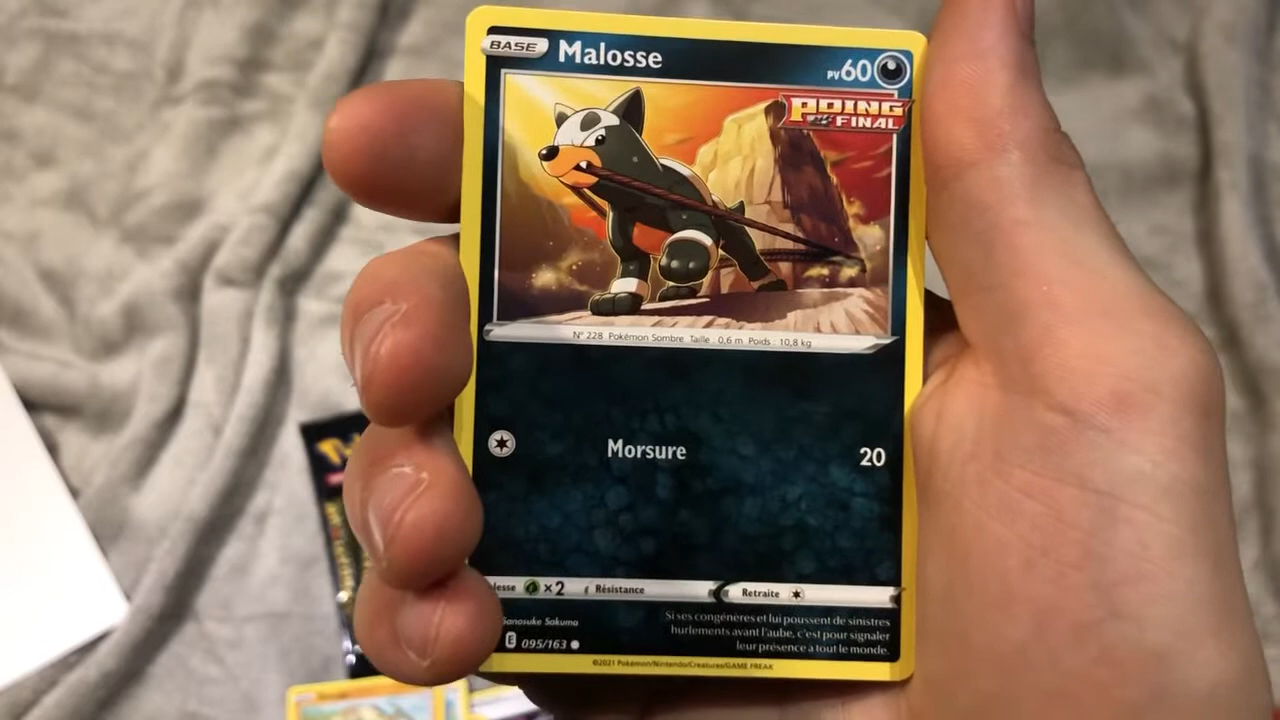 BASE Malosse PV60
POING
FINAL
N° 228 Pokémon Sombre Taille : 0,6 m Poids : 10,8 kg
Morsure 20
×2 Résistance Retraite
Sakuma
Si ses congénères et lui poussent de sinistres
hurlements avant l'aube, c'est pour signaler
leur présence à tout le monde.
E 095/163
©2021 Pokémon/Nintendo/Creatures/GAME FREAK